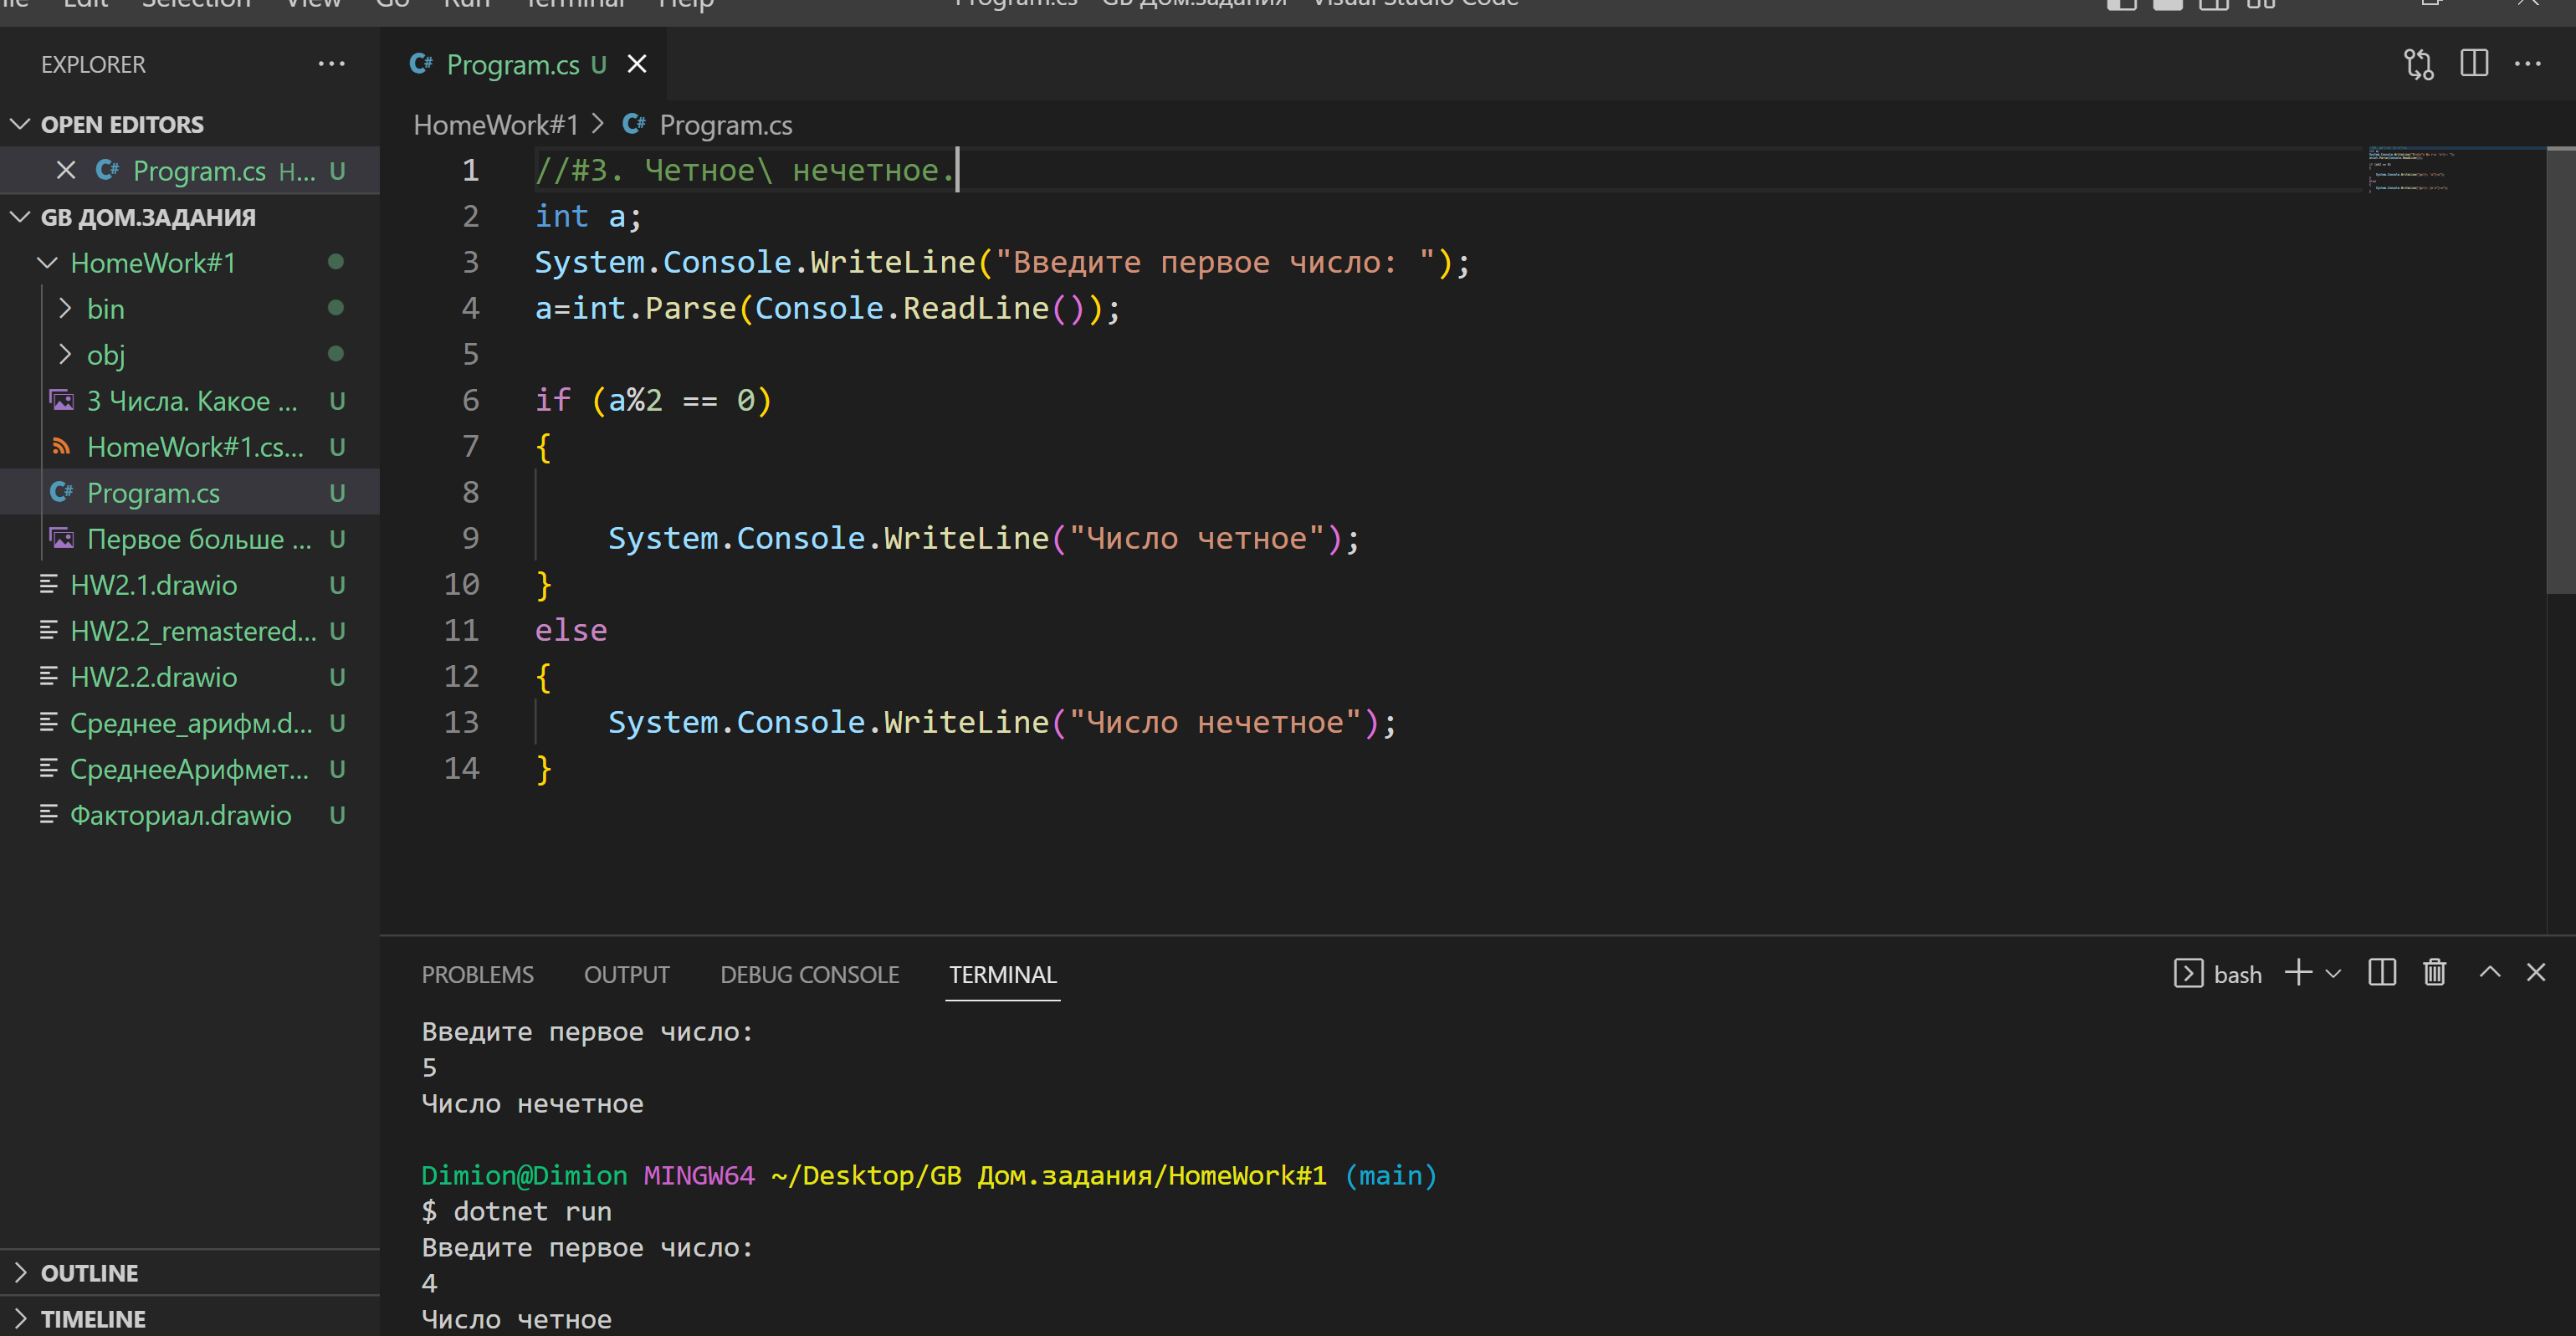 File Edit Selection View Go Run Terminal Help
Program.cs - GB Дом.задания - Visual Studio Code
EXPLORER
OPEN EDITORS
Program.cs H... U
GB ДОМ.ЗАДАНИЯ
HomeWork#1
bin
obj
3 Числа. Какое ... U
HomeWork#1.cs... U
Program.cs U
Первое больше ... U
HW2.1.drawio U
HW2.2_remastered... U
HW2.2.drawio U
Среднее_арифм.d... U
СреднееАрифмет... U
Факториал.drawio U
OUTLINE
TIMELINE
Program.cs U
HomeWork#1 > Program.cs
1 //#3. Четное\ нечетное.
2 int a;
3 System.Console.WriteLine("Введите первое число: ");
4 a=int.Parse(Console.ReadLine());
5
6 if (a%2 == 0)
7 {
8
9 System.Console.WriteLine("Число четное");
10 }
11 else
12 {
13 System.Console.WriteLine("Число нечетное");
14 }
PROBLEMS OUTPUT DEBUG CONSOLE TERMINAL
bash
Введите первое число:
5
Число нечетное
Dimion@Dimion MINGW64 ~/Desktop/GB Дом.задания/HomeWork#1 (main)
$ dotnet run
Введите первое число:
4
Число четное